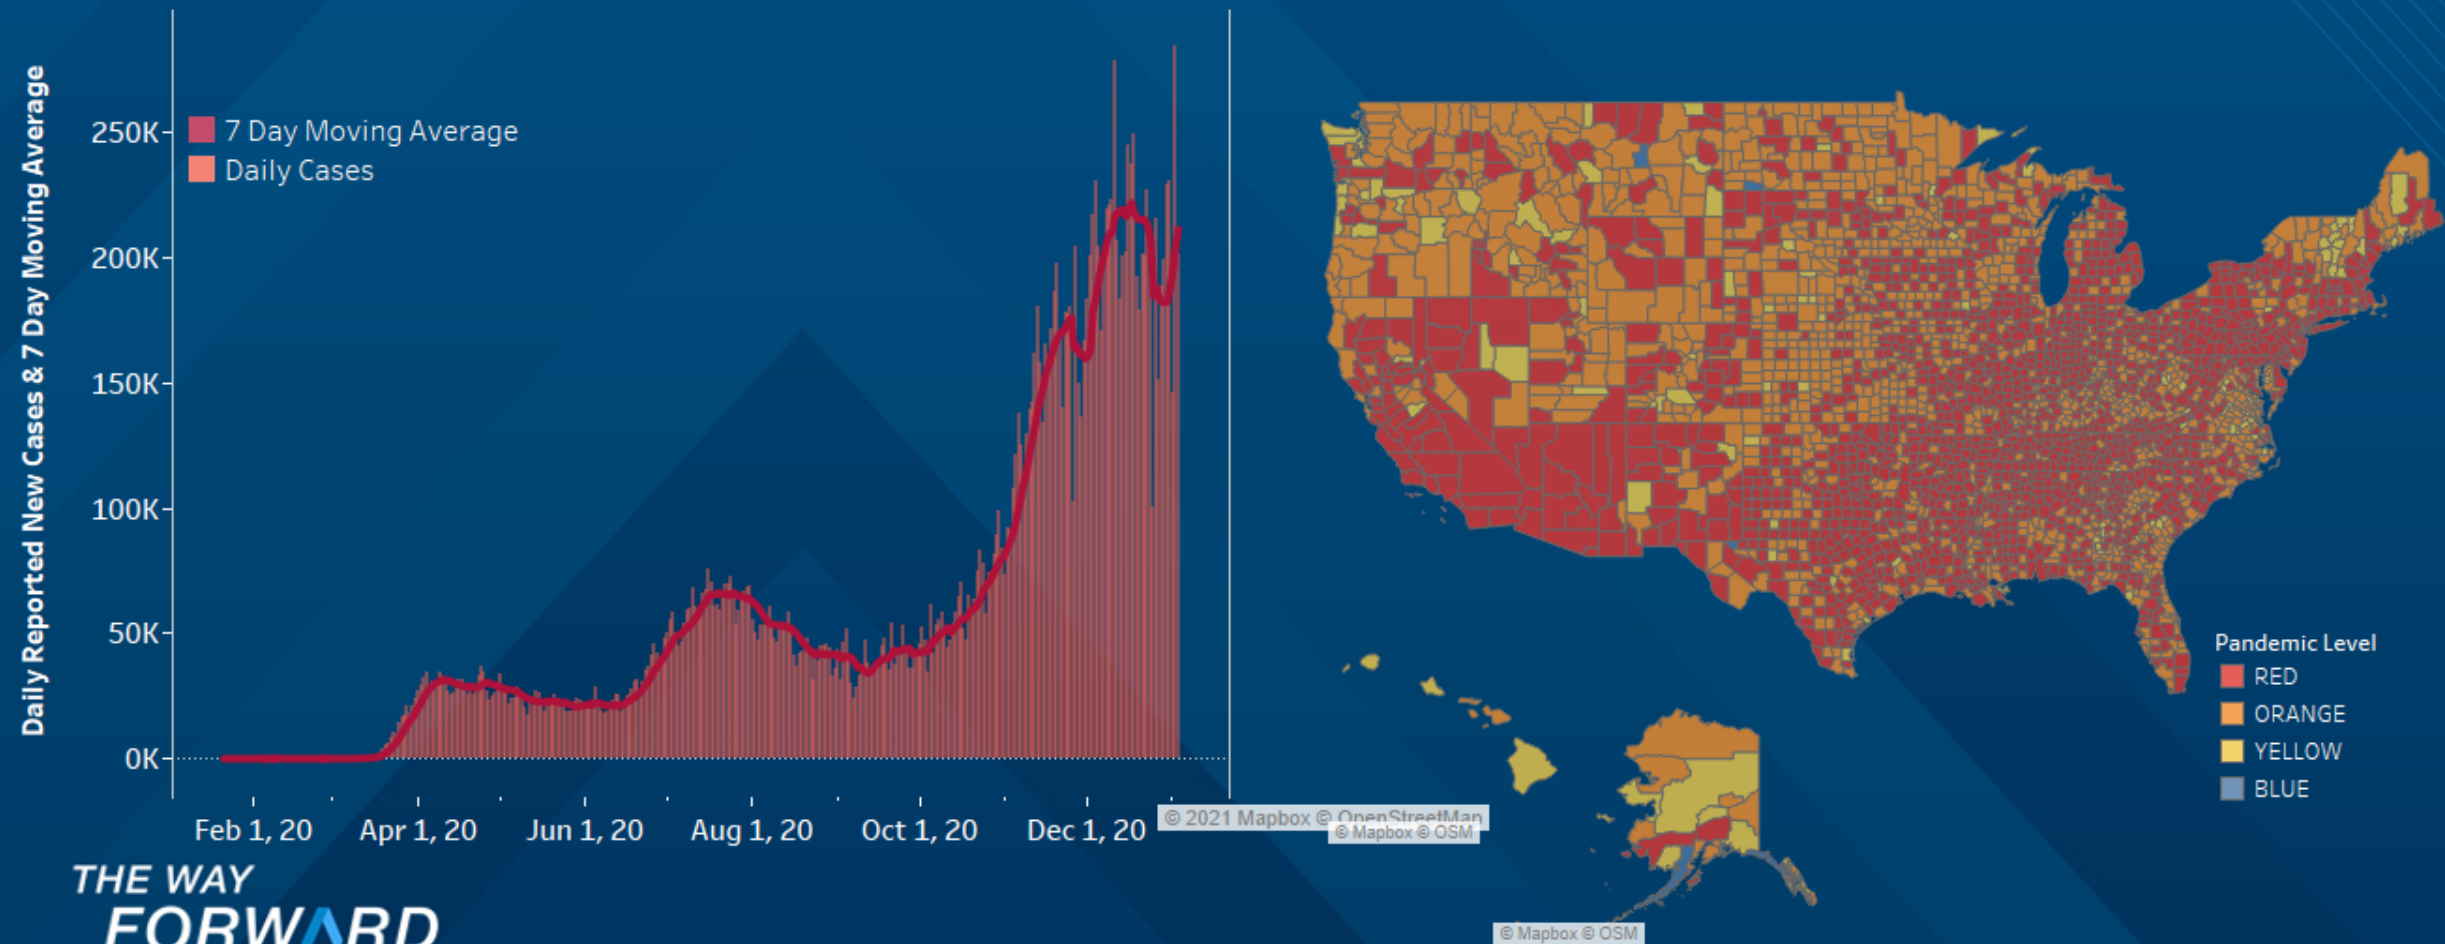 Daily Reported New Cases & 7 Day Moving Average
7 Day Moving Average
Daily Cases
250K
200K
150K
100K
50K
0K
Feb 1, 20
Apr 1, 20
Jun 1, 20
Aug 1, 20
Oct 1, 20
Dec 1, 20
© 2021 Mapbox © OpenStreetMap
© Mapbox © OSM
Pandemic Level
RED
ORANGE
YELLOW
BLUE
© Mapbox © OSM
THE WAY
FORWARD